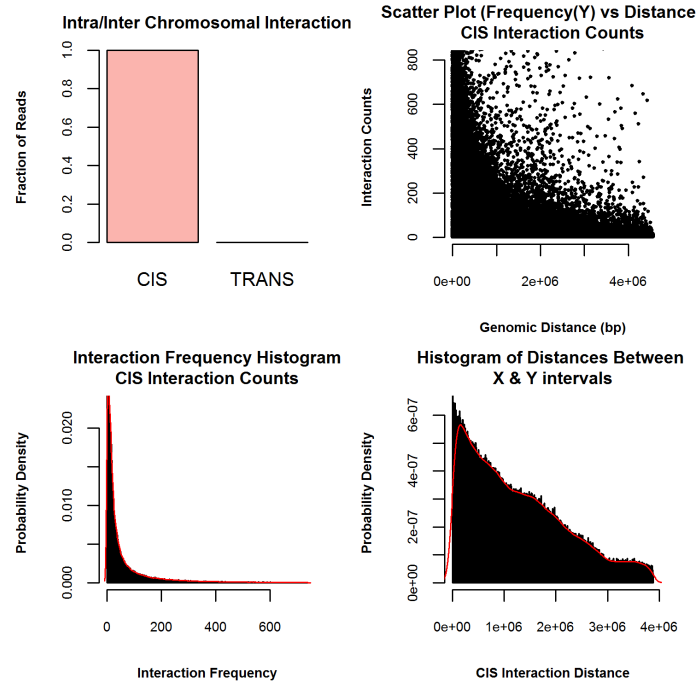 Intra/Inter Chromosomal Interaction
Fraction of Reads
1.0
0.8
0.6
0.4
0.2
0.0
CIS TRANS
Scatter Plot (Frequency(Y) vs Distance
CIS Interaction Counts
Interaction Counts
800
600
400
200
0
0e+00 2e+06 4e+06
Genomic Distance (bp)
Interaction Frequency Histogram
CIS Interaction Counts
Probability Density
0.020
0.010
0.000
0 200 400 600
Interaction Frequency
Histogram of Distances Between
X & Y intervals
Probability Density
6e-07
4e-07
2e-07
0e+00
0e+00 1e+06 2e+06 3e+06 4e+06
CIS Interaction Distance